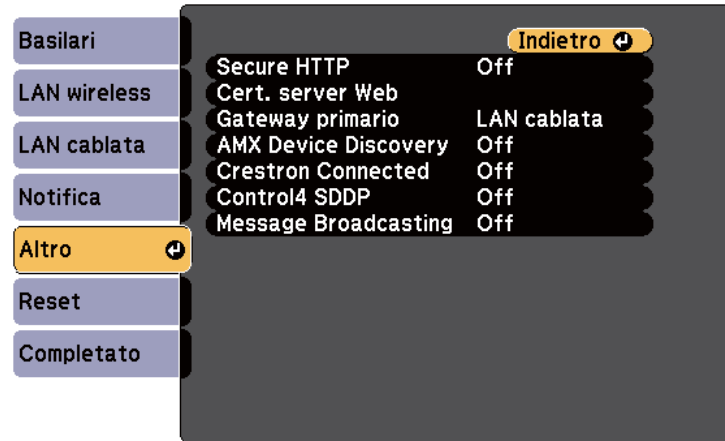 Basilari
LAN wireless
LAN cablata
Notifica
Altro
Reset
Completato
Indietro
Secure HTTP Off
Cert. server Web
Gateway primario LAN cablata
AMX Device Discovery Off
Crestron Connected Off
Control4 SDDP Off
Message Broadcasting Off